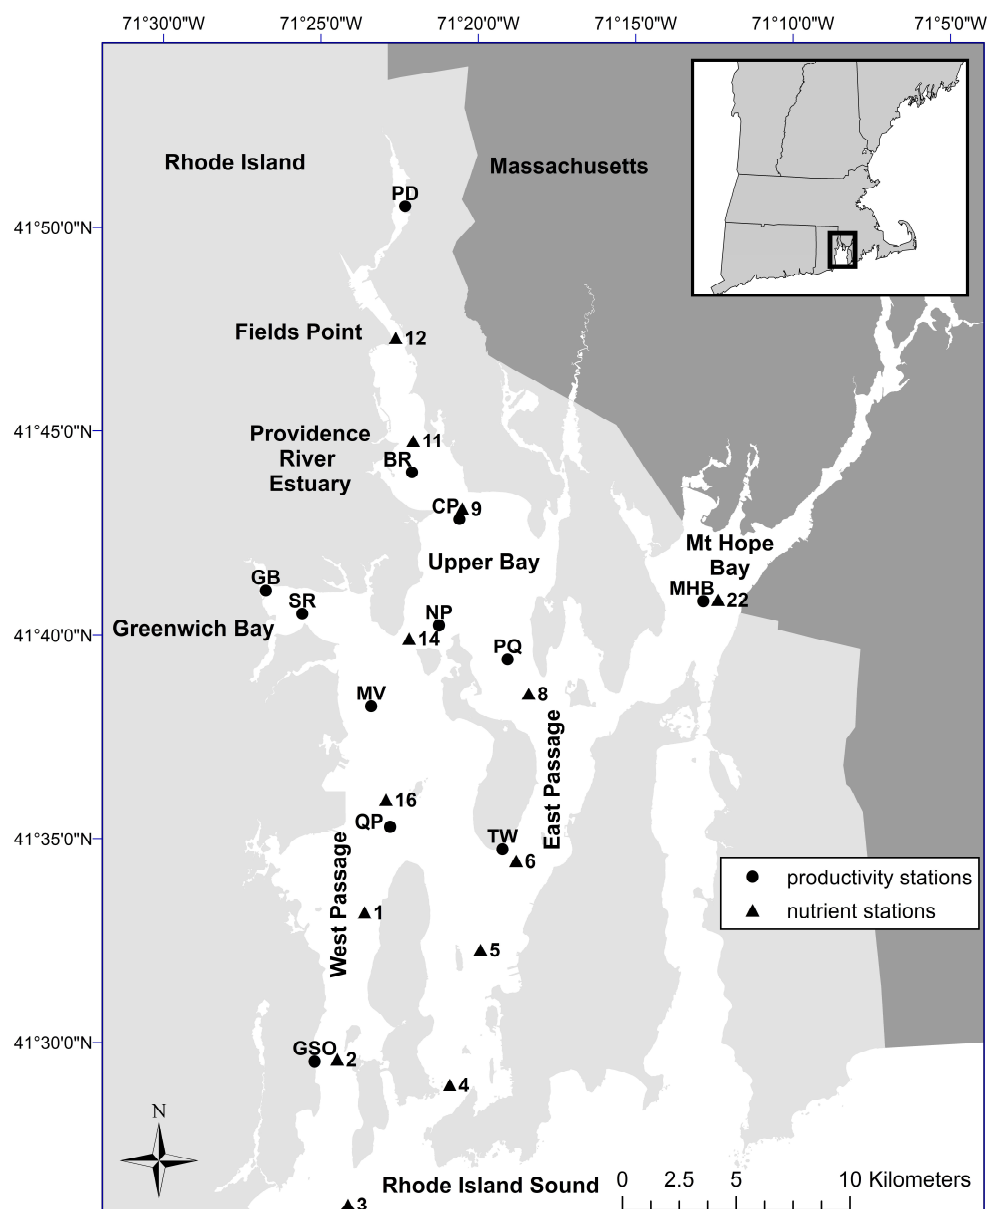 71°30'0"W 71°25'0"W 71°20'0"W 71°15'0"W 71°10'0"W 71°5'0"W
Rhode Island
Massachusetts
PD
41°50'0"N
Fields Point
12
41°45'0"N
Providence
River
Estuary
11
BR
CP 9
Upper Bay
Mt Hope
Bay
GB
MHB 22
SR
NP
Greenwich Bay
41°40'0"N
14
PQ
MV
8
East Passage
16
QP
41°35'0"N
TW
6
productivity stations
nutrient stations
West Passage
1
5
41°30'0"N
GSO 2
4
N
Rhode Island Sound
0 2.5 5 10 Kilometers
3